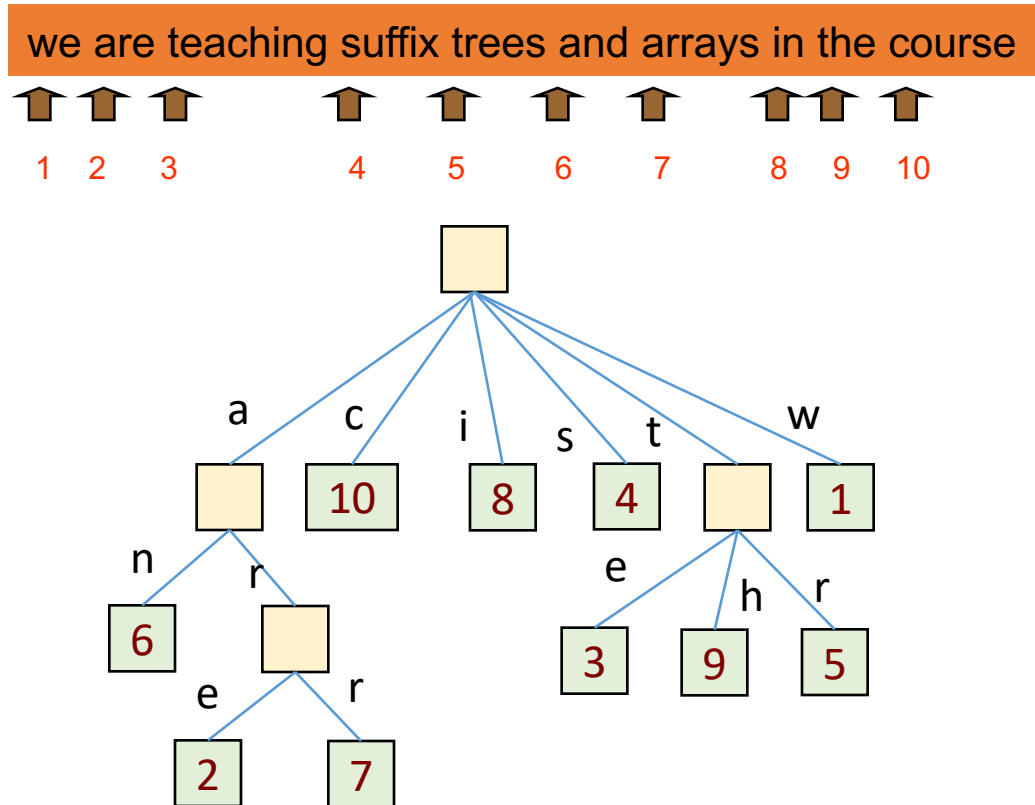 we are teaching suffix trees and arrays in the course
1 2 3 4 5 6 7 8 9 10
a c i s t w
10 8 4 1
n r e h r
6 3 9 5
e r
2 7